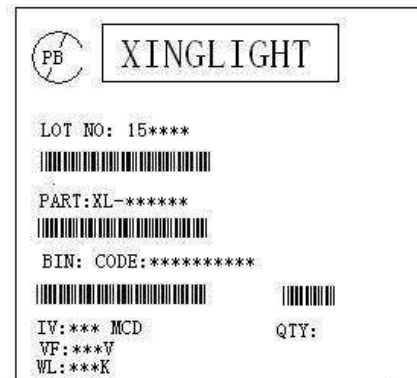 PB
XINGLIGHT
LOT NO: 15****
PART:XL-******
BIN: CODE:**********
IV:*** MCD QTY:
VF:***V
WL:***K